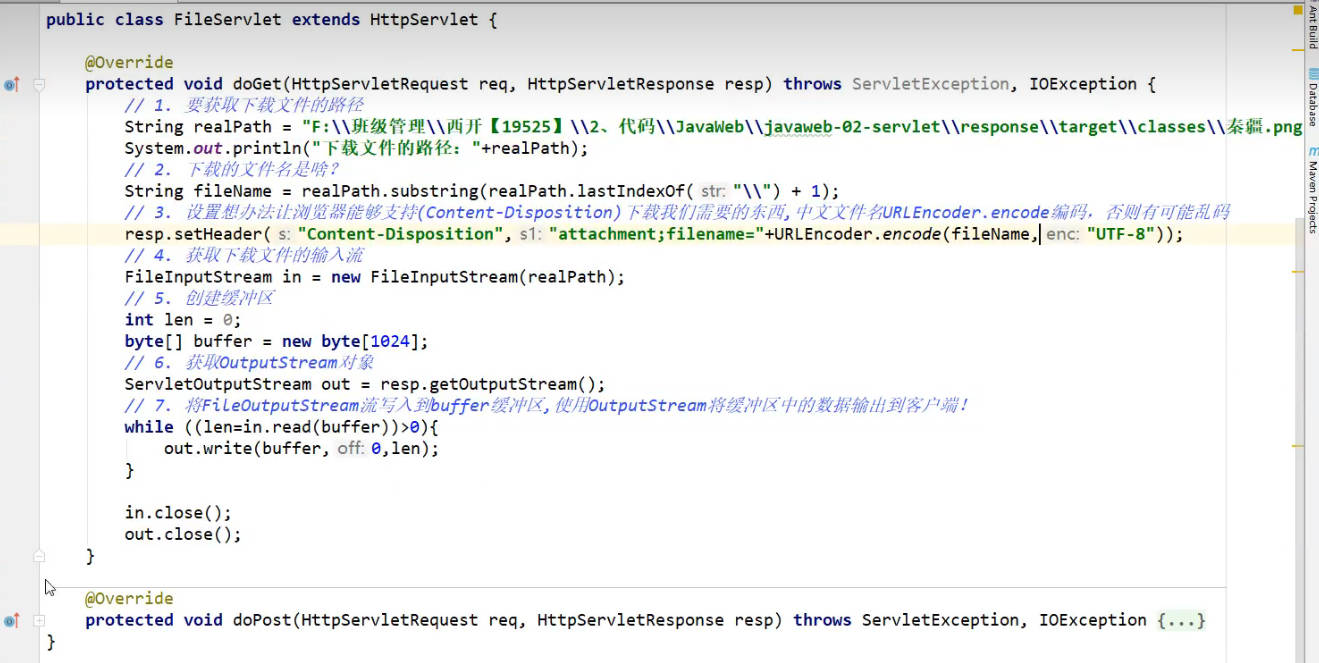 public class FileServlet extends HttpServlet {
@Override
protected void doGet(HttpServletRequest req, HttpServletResponse resp) throws ServletException, IOException {
// 1. 要获取下载文件的路径
String realPath = "F:\\班级管理\\西开【19525】\\2、代码\\JavaWeb\\javaweb-02-servlet\\response\\target\\classes\\秦疆.png
System.out.println("下载文件的路径："+realPath);
// 2. 下载的文件名是啥？
String fileName = realPath.substring(realPath.lastIndexOf( str: "\\") + 1);
// 3. 设置想办法让浏览器能够支持(Content-Disposition)下载我们需要的东西,中文文件名URLEncoder.encode编码，否则有可能乱码
resp.setHeader( s: "Content-Disposition", s1: "attachment;filename="+URLEncoder.encode(fileName, enc: "UTF-8"));
// 4. 获取下载文件的输入流
FileInputStream in = new FileInputStream(realPath);
// 5. 创建缓冲区
int len = 0;
byte[] buffer = new byte[1024];
// 6. 获取OutputStream对象
ServletOutputStream out = resp.getOutputStream();
// 7. 将FileOutputStream流写入到buffer缓冲区,使用OutputStream将缓冲区中的数据输出到客户端！
while ((len=in.read(buffer))>0){
out.write(buffer, off: 0,len);
}
in.close();
out.close();
}
@Override
protected void doPost(HttpServletRequest req, HttpServletResponse resp) throws ServletException, IOException {...}
}
Ant Build
Database
Maven Projects